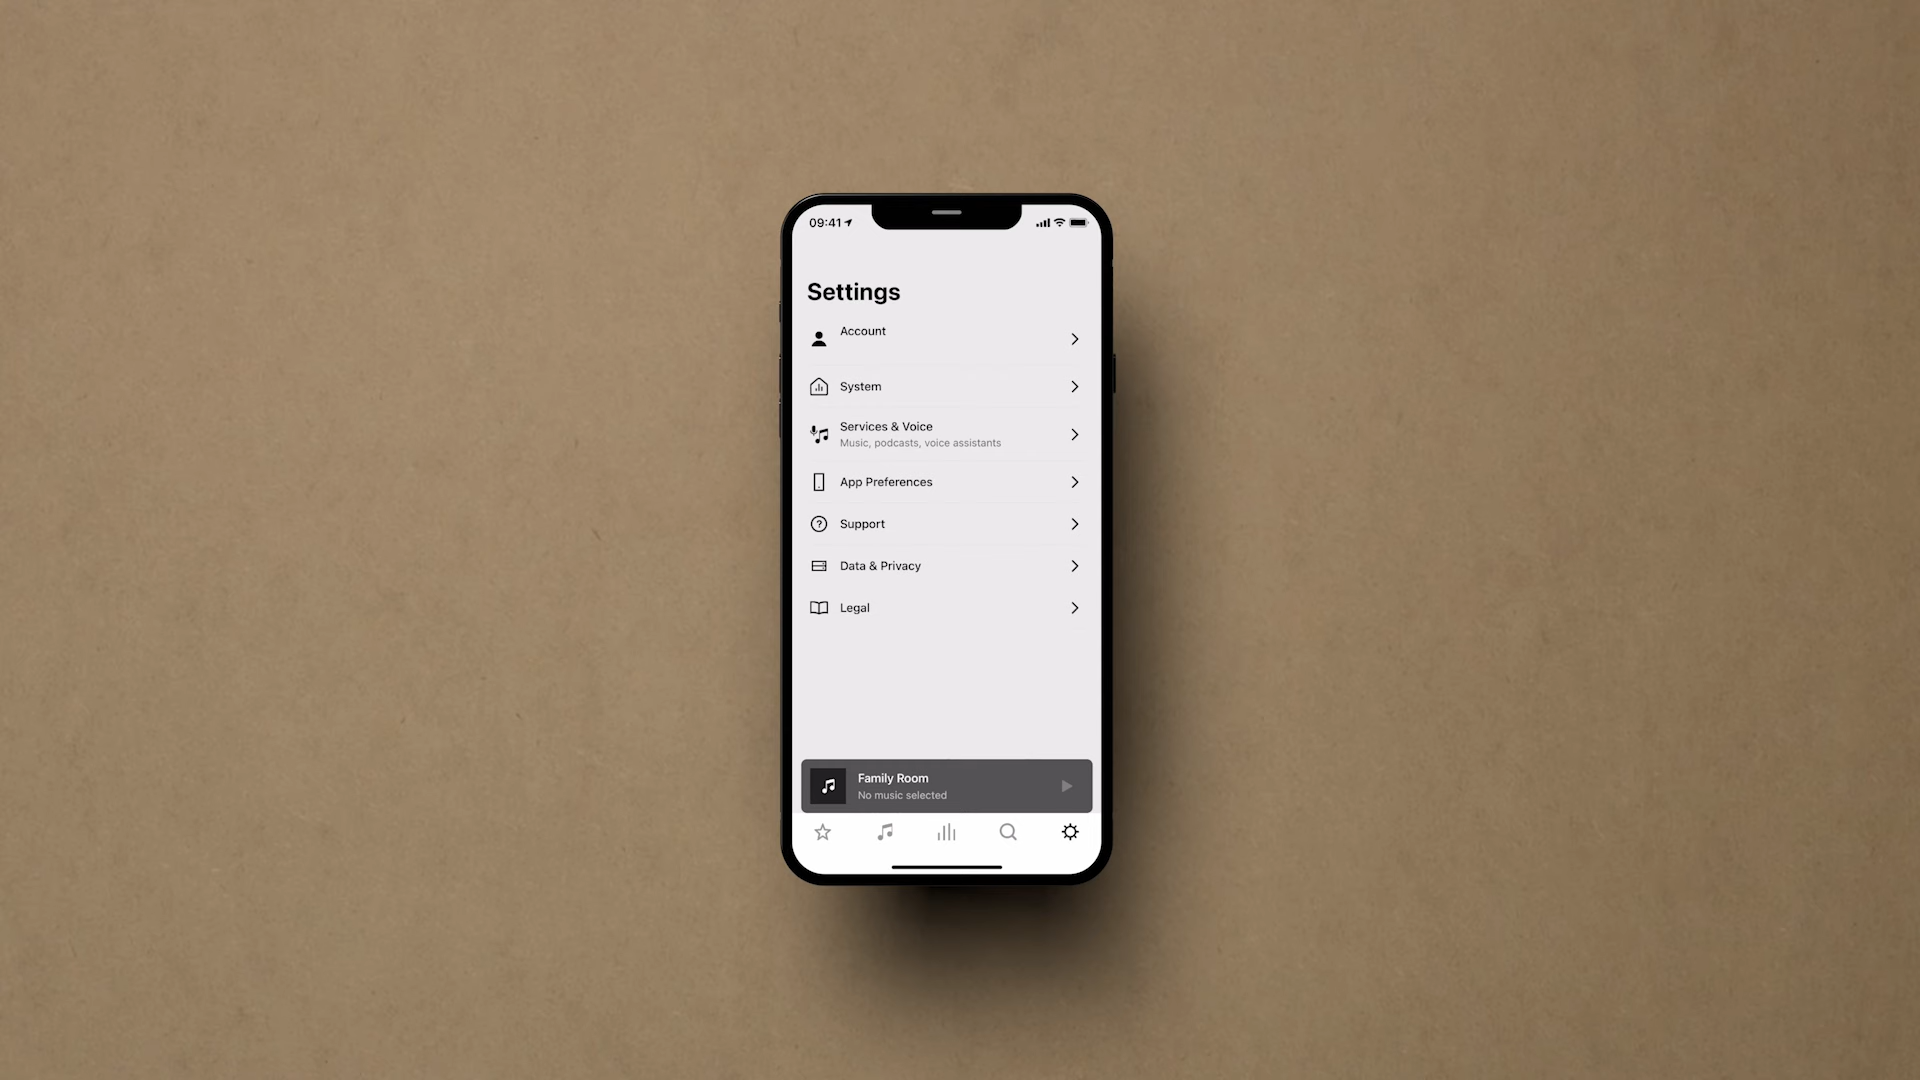 09:41
Settings
Account
System
Services & Voice
Music, podcasts, voice assistants
App Preferences
Support
Data & Privacy
Legal
Family Room
No music selected